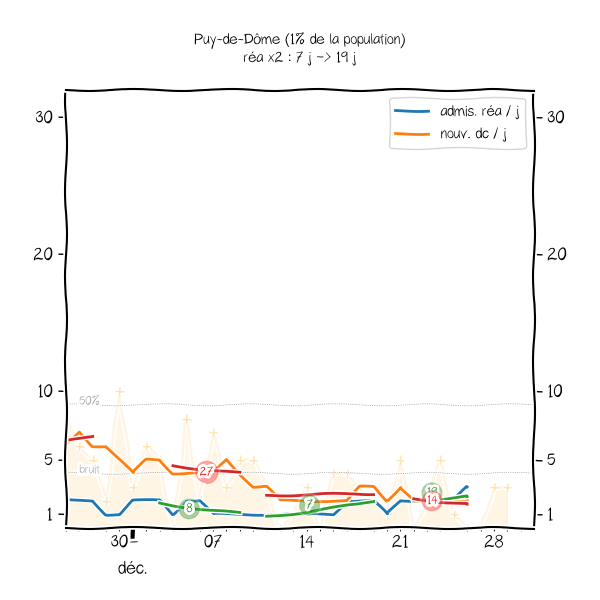 Puy-de-Dôme (1% de la population)
réa x2 : 7 j -> 19 j
admis. réa / j
nouv. dc / j
30 30
20 20
10 10
50%
5 5
bruit
27
8
7
14
1 1
30 07 14 21 28
déc.